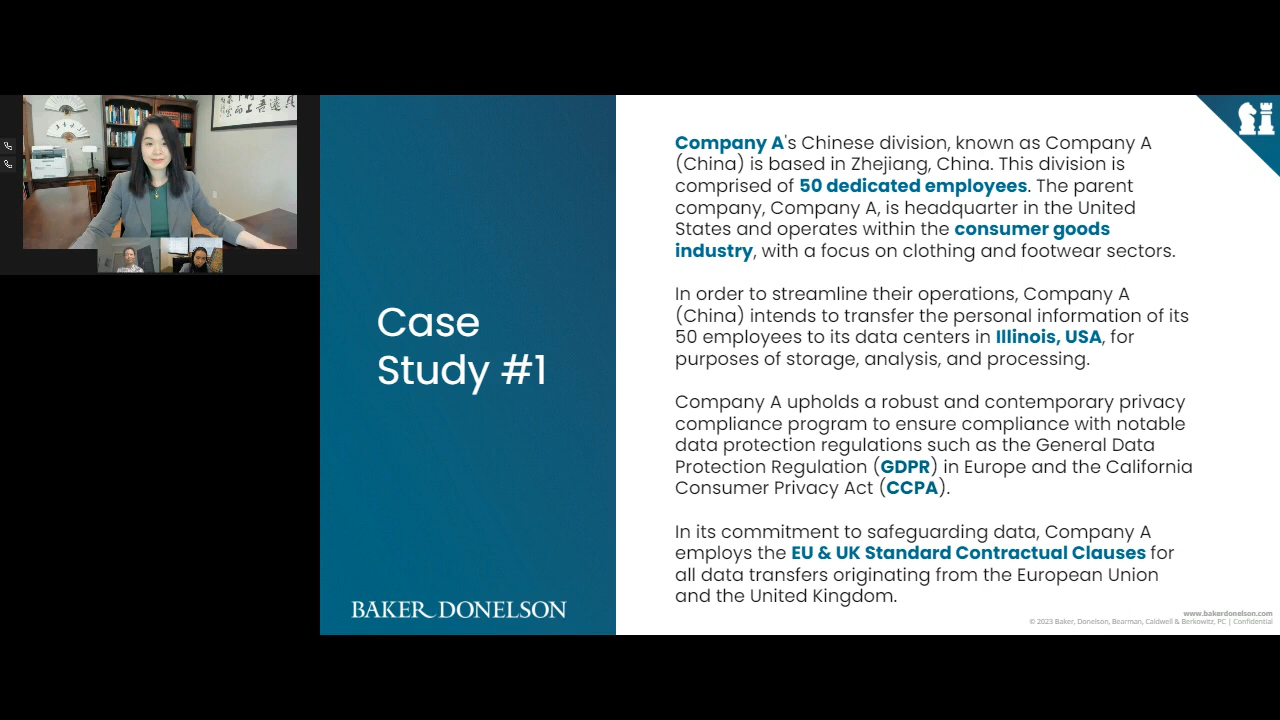 Case
Study #1
BAKER DONELSON
Company A's Chinese division, known as Company A
(China) is based in Zhejiang, China. This division is
comprised of 50 dedicated employees. The parent
company, Company A, is headquarter in the United
States and operates within the consumer goods
industry, with a focus on clothing and footwear sectors.
In order to streamline their operations, Company A
(China) intends to transfer the personal information of its
50 employees to its data centers in Illinois, USA, for
purposes of storage, analysis, and processing.
Company A upholds a robust and contemporary privacy
compliance program to ensure compliance with notable
data protection regulations such as the General Data
Protection Regulation (GDPR) in Europe and the California
Consumer Privacy Act (CCPA).
In its commitment to safeguarding data, Company A
employs the EU & UK Standard Contractual Clauses for
all data transfers originating from the European Union
and the United Kingdom.
www.bakerdonelson.com
© 2023 Baker, Donelson, Bearman, Caldwell & Berkowitz, PC | Confidential